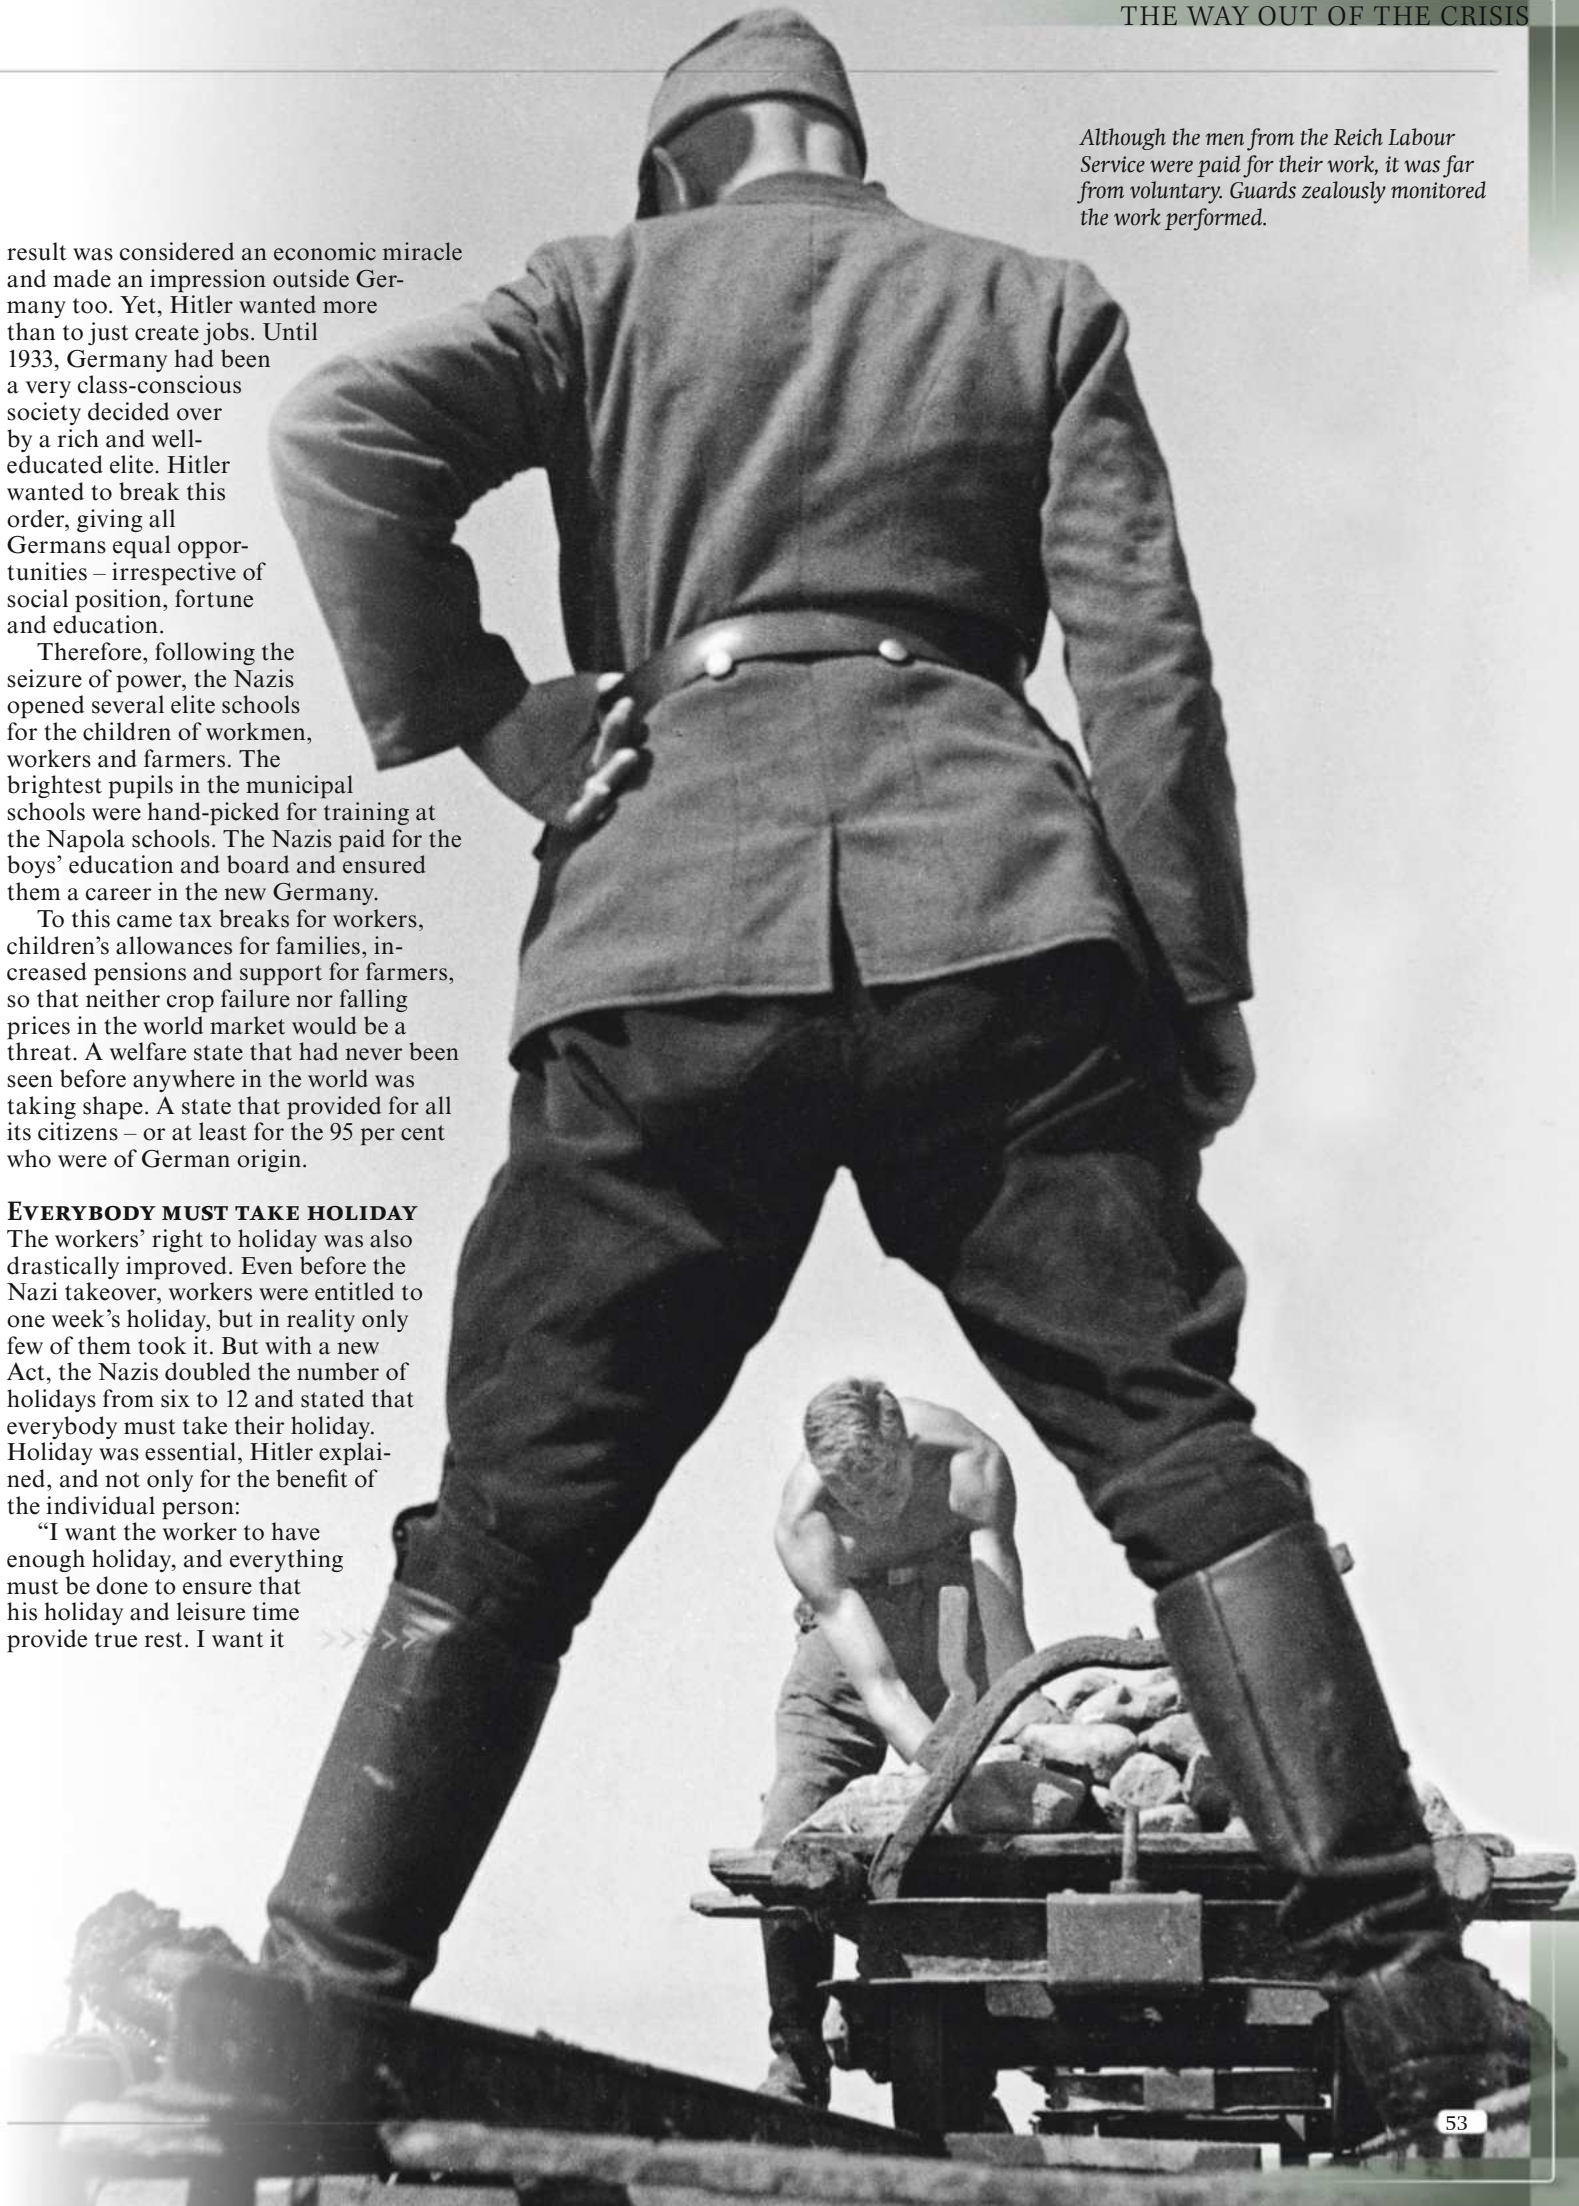 THE WAY OUT OF THE CRISIS
Although the men from the Reich Labour
Service were paid for their work, it was far
from voluntary. Guards zealously monitored
the work performed.
result was considered an economic miracle
and made an impression outside Ger-
many too. Yet, Hitler wanted more
than to just create jobs. Until
1933, Germany had been
a very class-conscious
society decided over
by a rich and well-
educated elite. Hitler
wanted to break this
order, giving all
Germans equal oppor-
tunities – irrespective of
social position, fortune
and education.
Therefore, following the
seizure of power, the Nazis
opened several elite schools
for the children of workmen,
workers and farmers. The
brightest pupils in the municipal
schools were hand-picked for training at
the Napola schools. The Nazis paid for the
boys’ education and board and ensured
them a career in the new Germany.
To this came tax breaks for workers,
children’s allowances for families, in-
creased pensions and support for farmers,
so that neither crop failure nor falling
prices in the world market would be a
threat. A welfare state that had never been
seen before anywhere in the world was
taking shape. A state that provided for all
its citizens – or at least for the 95 per cent
who were of German origin.
EVERYBODY MUST TAKE HOLIDAY
The workers’ right to holiday was also
drastically improved. Even before the
Nazi takeover, workers were entitled to
one week’s holiday, but in reality only
few of them took it. But with a new
Act, the Nazis doubled the number of
holidays from six to 12 and stated that
everybody must take their holiday.
Holiday was essential, Hitler explai-
ned, and not only for the benefit of
the individual person:
“I want the worker to have
enough holiday, and everything
must be done to ensure that
his holiday and leisure time
provide true rest. I want it >>>>>
53